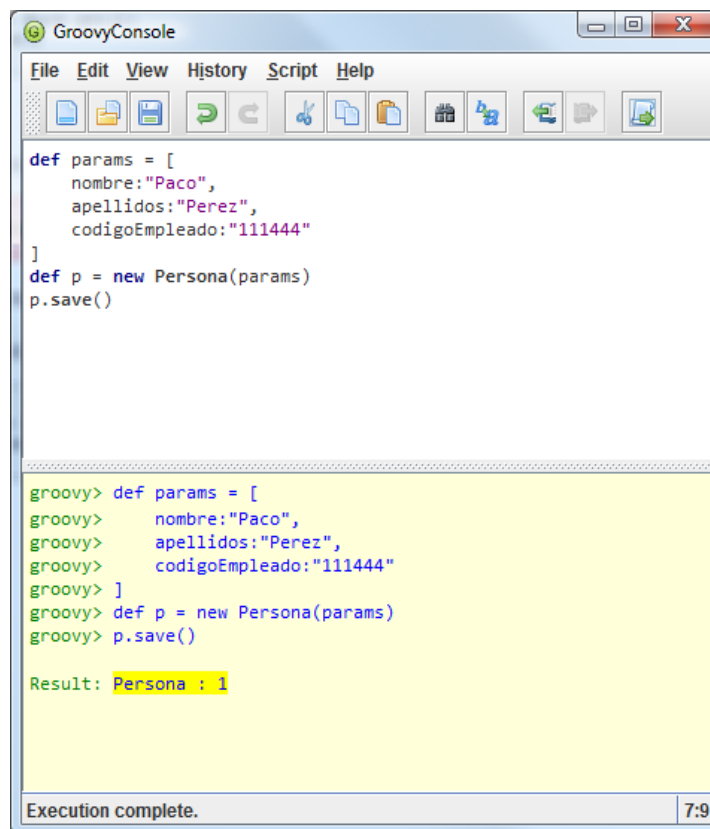 GroovyConsole
File Edit View History Script Help
def params = [
    nombre:"Paco",
    apellidos:"Perez",
    codigoEmpleado:"111444"
]
def p = new Persona(params)
p.save()
groovy> def params = [
groovy>     nombre:"Paco",
groovy>     apellidos:"Perez",
groovy>     codigoEmpleado:"111444"
groovy> ]
groovy> def p = new Persona(params)
groovy> p.save()
Result: Persona : 1
Execution complete. 7:9